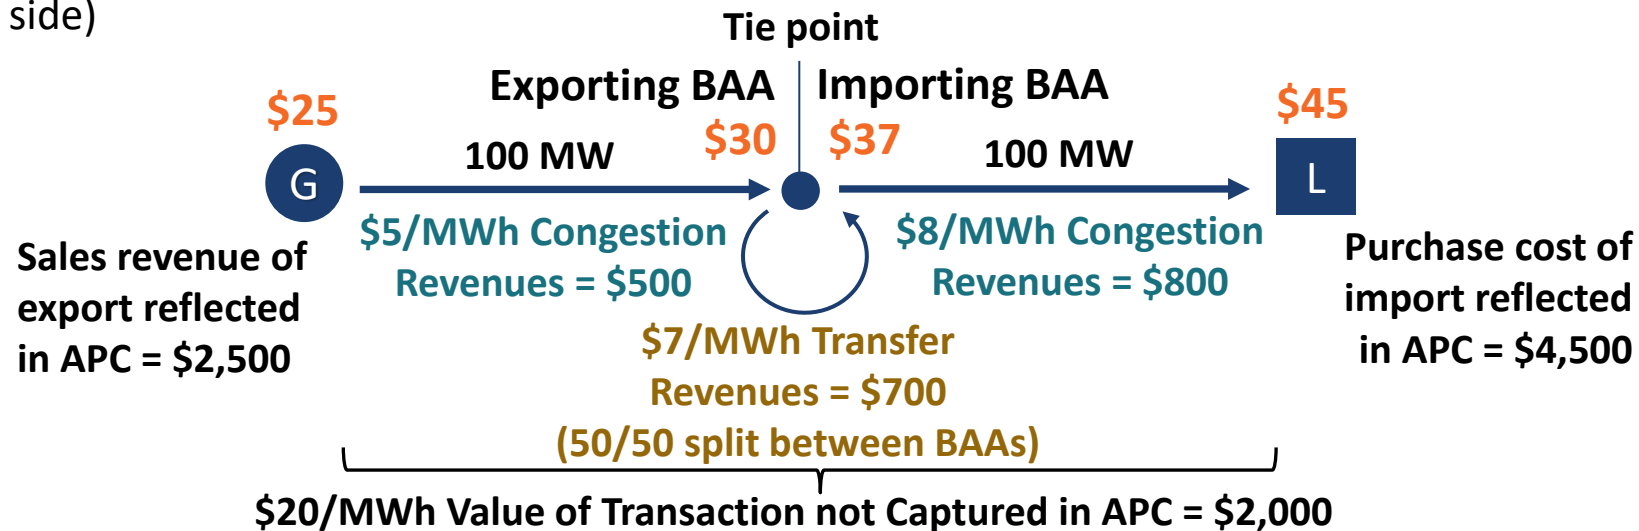 side)
Tie point
Exporting BAA
Importing BAA
$25
$30
$37
$45
100 MW
100 MW
G
L
$5/MWh Congestion
Revenues = $500
$8/MWh Congestion
Revenues = $800
Sales revenue of
export reflected
in APC = $2,500
Purchase cost of
import reflected
in APC = $4,500
$7/MWh Transfer
Revenues = $700
(50/50 split between BAAs)
$20/MWh Value of Transaction not Captured in APC = $2,000